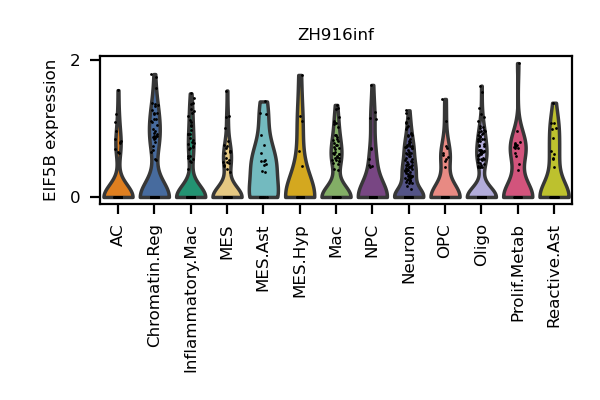 ZH916inf
EIF5B expression
2
0
AC
Chromatin.Reg
Inflammatory.Mac
MES
MES.Ast
MES.Hyp
Mac
NPC
Neuron
OPC
Oligo
Prolif.Metab
Reactive.Ast